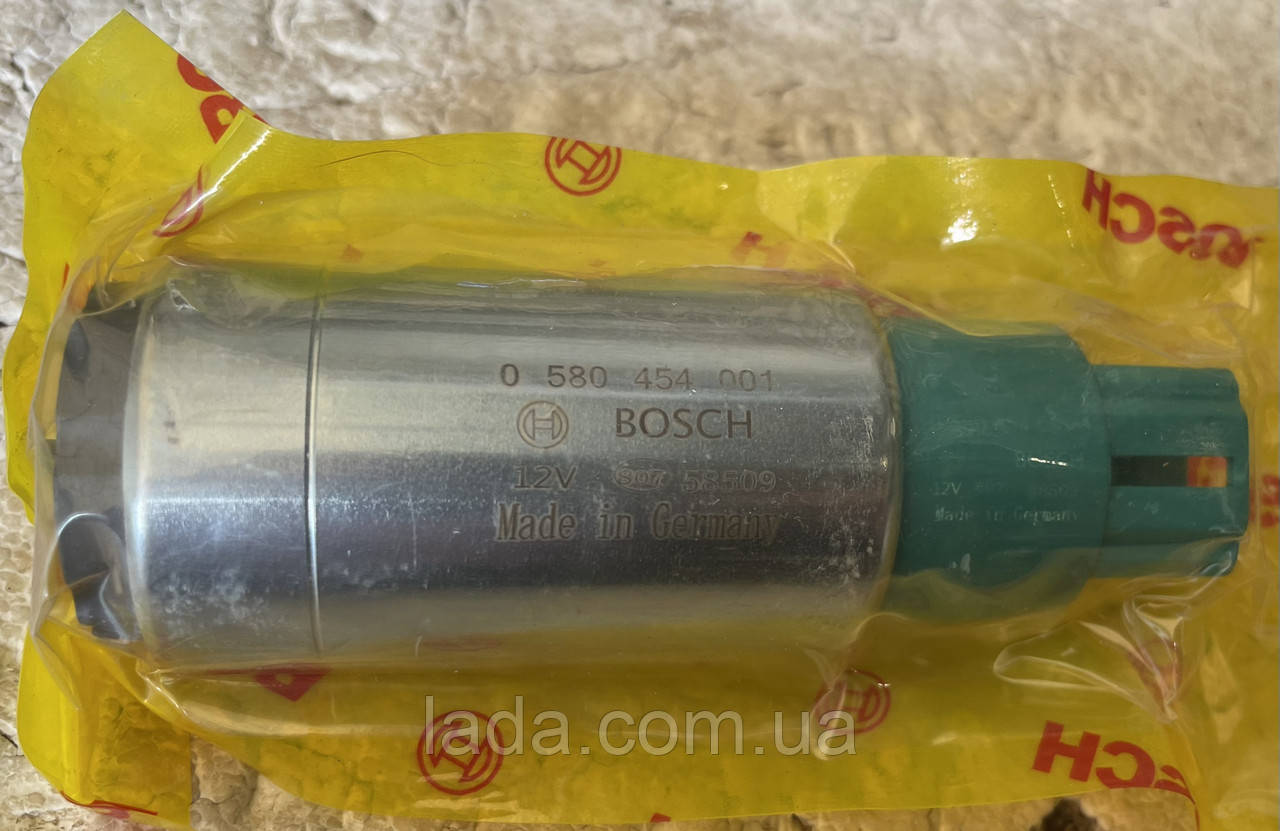 BOSCH
0 580 454 001
BOSCH
12V S07 58509
Made in Germany
12V
Made in Germany
lada.com.ua
BOSCH